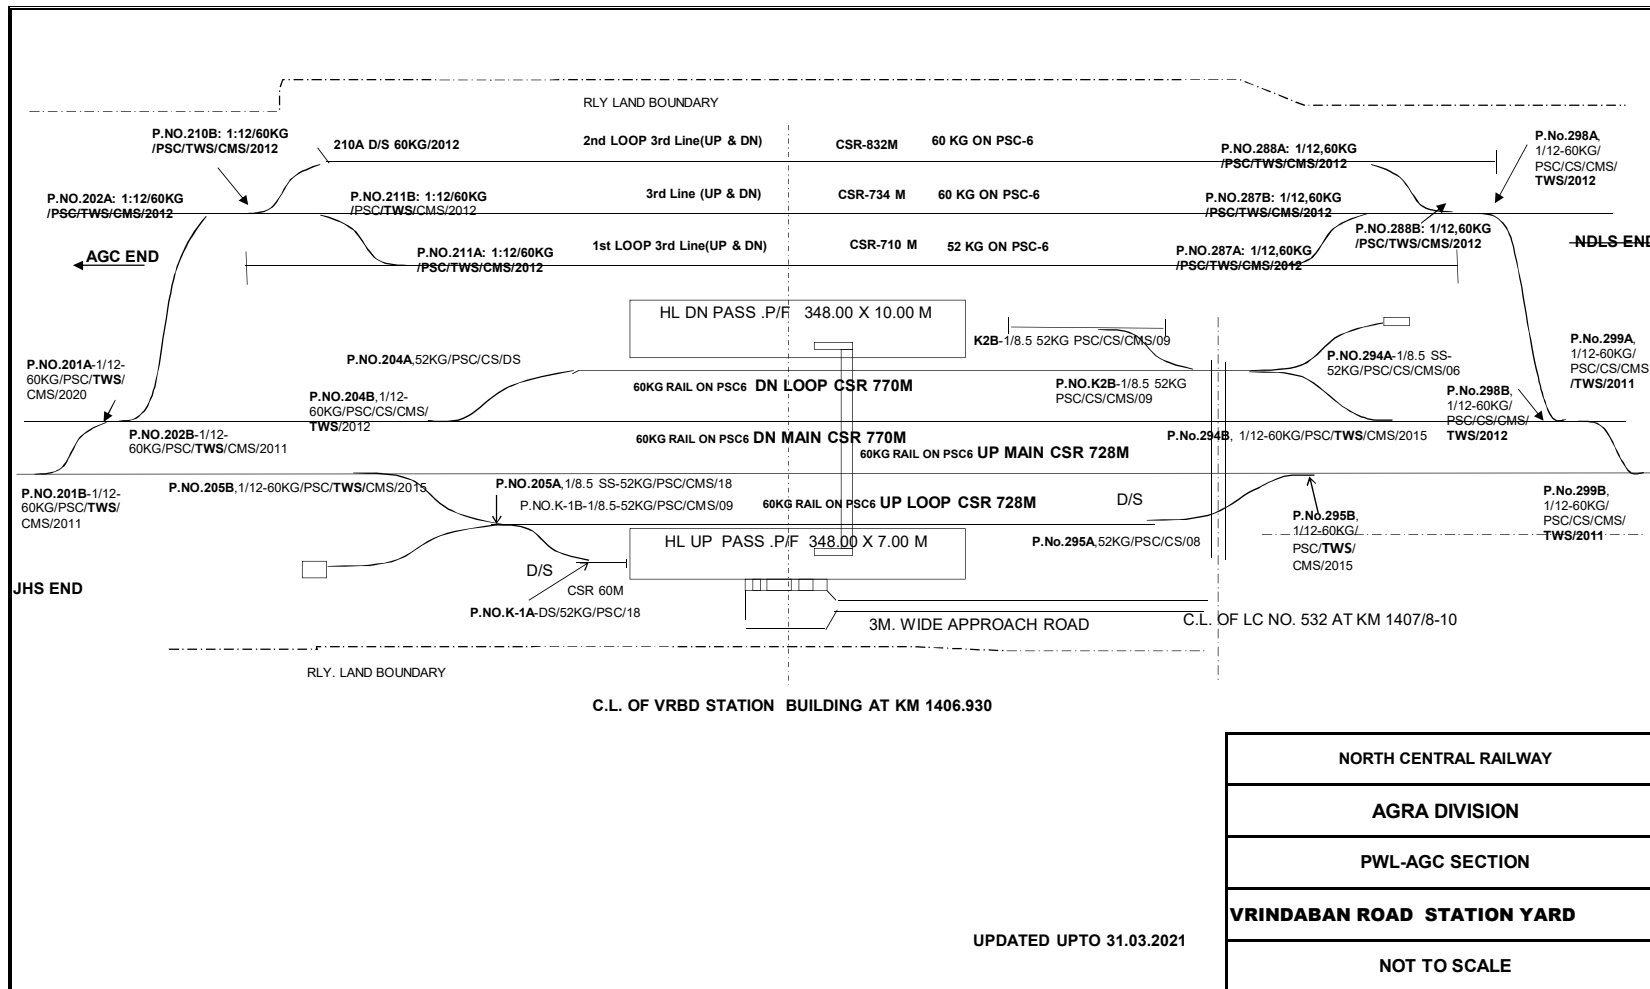 RLY LAND BOUNDARY
P.NO.210B: 1:12/60KG
/PSC/TWS/CMS/2012
210A D/S 60KG/2012
2nd LOOP 3rd Line(UP & DN)
CSR-832M
60 KG ON PSC-6
P.NO.288A: 1/12,60KG
/PSC/TWS/CMS/2012
P.No.298A,
1/12-60KG/
PSC/CS/CMS/
TWS/2012
P.NO.202A: 1:12/60KG
/PSC/TWS/CMS/2012
P.NO.211B: 1:12/60KG
/PSC/TWS/CMS/2012
3rd Line (UP & DN)
CSR-734 M
60 KG ON PSC-6
P.NO.287B: 1/12,60KG
/PSC/TWS/CMS/2012
P.NO.288B: 1/12,60KG
/PSC/TWS/CMS/2012
AGC END
P.NO.211A: 1:12/60KG
/PSC/TWS/CMS/2012
1st LOOP 3rd Line(UP & DN)
CSR-710 M
52 KG ON PSC-6
P.NO.287A: 1/12,60KG
/PSC/TWS/CMS/2012
NDLS END
HL DN PASS .P/F 348.00 X 10.00 M
K2B-1/8.5 52KG PSC/CS/CMS/09
P.NO.201A-1/12-
60KG/PSC/TWS/
CMS/2020
P.NO.204A,52KG/PSC/CS/DS
P.NO.204B,1/12-
60KG/PSC/CS/CMS/
TWS/2012
60KG RAIL ON PSC6 DN LOOP CSR 770M
P.NO.K2B-1/8.5 52KG
PSC/CS/CMS/09
P.NO.294A-1/8.5 SS-
52KG/PSC/CS/CMS/06
P.No.299A,
1/12-60KG/
PSC/CS/CMS
/TWS/2011
P.No.298B,
1/12-60KG/
PSC/CS/CMS/
TWS/2012
P.NO.202B-1/12-
60KG/PSC/TWS/CMS/2011
60KG RAIL ON PSC6 DN MAIN CSR 770M
60KG RAIL ON PSC6 UP MAIN CSR 728M
P.No.294B, 1/12-60KG/PSC/TWS/CMS/2015
P.NO.201B-1/12-
60KG/PSC/TWS/
CMS/2011
P.NO.205B,1/12-60KG/PSC/TWS/CMS/2015
P.NO.205A,1/8.5 SS-52KG/PSC/CMS/18
P.NO.K-1B-1/8.5-52KG/PSC/CMS/09
60KG RAIL ON PSC6 UP LOOP CSR 728M
D/S
P.No.295B,
1/12-60KG/
PSC/TWS/
CMS/2015
P.No.299B,
1/12-60KG/
PSC/CS/CMS/
TWS/2011
HL UP PASS .P/F 348.00 X 7.00 M
P.No.295A,52KG/PSC/CS/08
JHS END
D/S
CSR 60M
P.NO.K-1A-DS/52KG/PSC/18
3M. WIDE APPROACH ROAD
C.L. OF LC NO. 532 AT KM 1407/8-10
RLY. LAND BOUNDARY
C.L. OF VRBD STATION BUILDING AT KM 1406.930
NORTH CENTRAL RAILWAY
AGRA DIVISION
PWL-AGC SECTION
VRINDABAN ROAD STATION YARD
UPDATED UPTO 31.03.2021
NOT TO SCALE